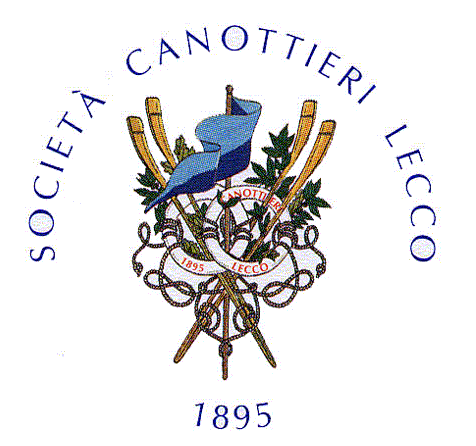 SOCIETÀ CANOTTIERI LECCO
CANOTTIERI
1895 LECCO
1895